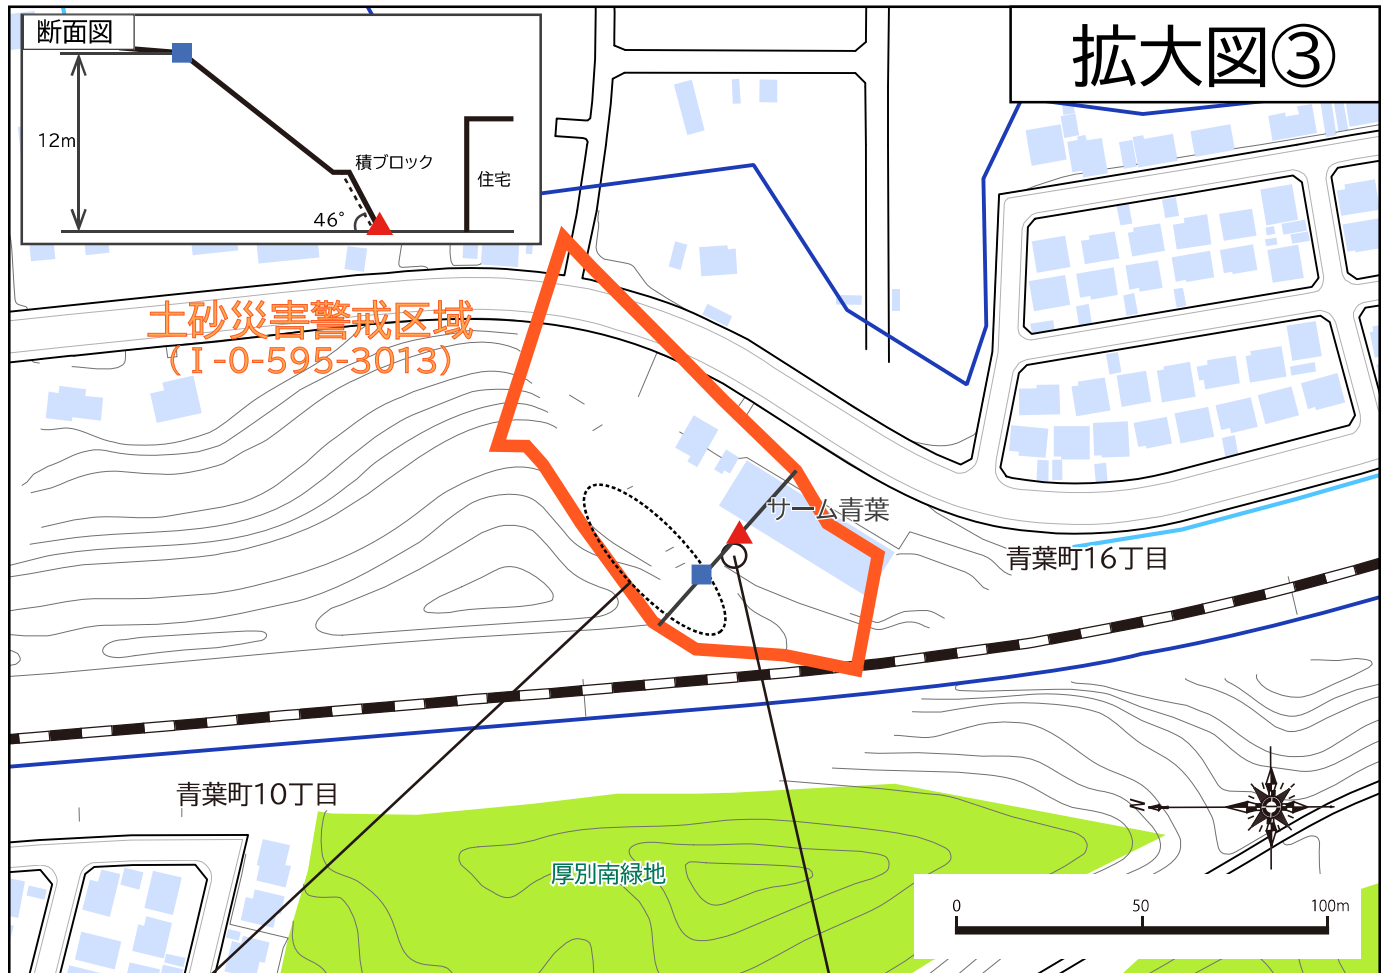 断面図
拡大図③
12m
積ブロック
住宅
46°
土砂災害警戒区域
（Ⅰ-0-595-3013）
サーム青葉
青葉町16丁目
青葉町10丁目
N
厚別南緑地
0 50 100m